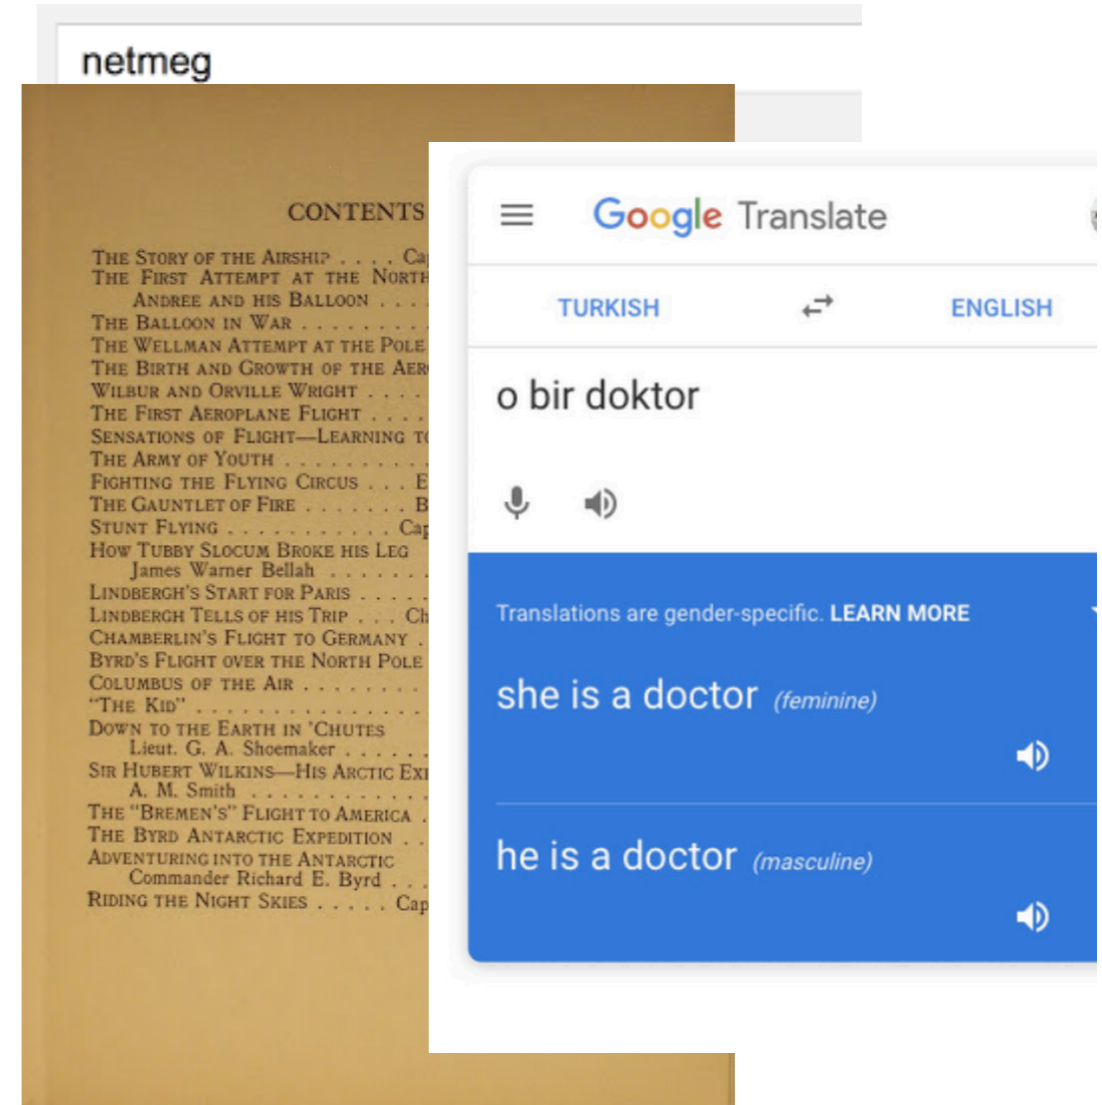 netmeg
CONTENTS
THE STORY OF THE AIRSHIP . . . .
THE FIRST ATTEMPT AT THE NORTH
ANDREE AND HIS BALLOON . . . .
THE BALLOON IN WAR . . . . . . . . .
THE WELLMAN ATTEMPT AT THE POLE
THE BIRTH AND GROWTH OF THE
WILBUR AND ORVILLE WRIGHT . . . .
THE FIRST AEROPLANE FLIGHT . . . .
SENSATIONS OF FLIGHT—LEARNING TO
THE ARMY OF YOUTH . . . . . . . . . .
FIGHTING THE FLYING CIRCUS . . .
THE GAUNTLET OF FIRE . . . . . . .
STUNT FLYING . . . . . . . . . . .
HOW TUBBY SLOCUM BROKE HIS LEG
James Warner Bellah . . . . . . .
LINDBERGH'S START FOR PARIS . . . . .
LINDBERGH TELLS OF HIS TRIP . . .
CHAMBERLIN'S FLIGHT TO GERMANY .
BYRD'S FLIGHT OVER THE NORTH POLE
COLUMBUS OF THE AIR . . . . . . . .
"THE KID" . . . . . . . . . . . . . . .
DOWN TO THE EARTH IN 'CHUTES
Lieut. G. A. Shoemaker . . . . . .
SIR HUBERT WILKINS—HIS ARCTIC
A. M. Smith . . . . . . . . . . . .
THE "BREMEN'S" FLIGHT TO AMERICA .
THE BYRD ANTARCTIC EXPEDITION . .
ADVENTURING INTO THE ANTARCTIC
Commander Richard E. Byrd . . .
RIDING THE NIGHT SKIES . . . . .
Google Translate
TURKISH ENGLISH
o bir doktor
Translations are gender-specific. LEARN MORE
she is a doctor (feminine)
he is a doctor (masculine)